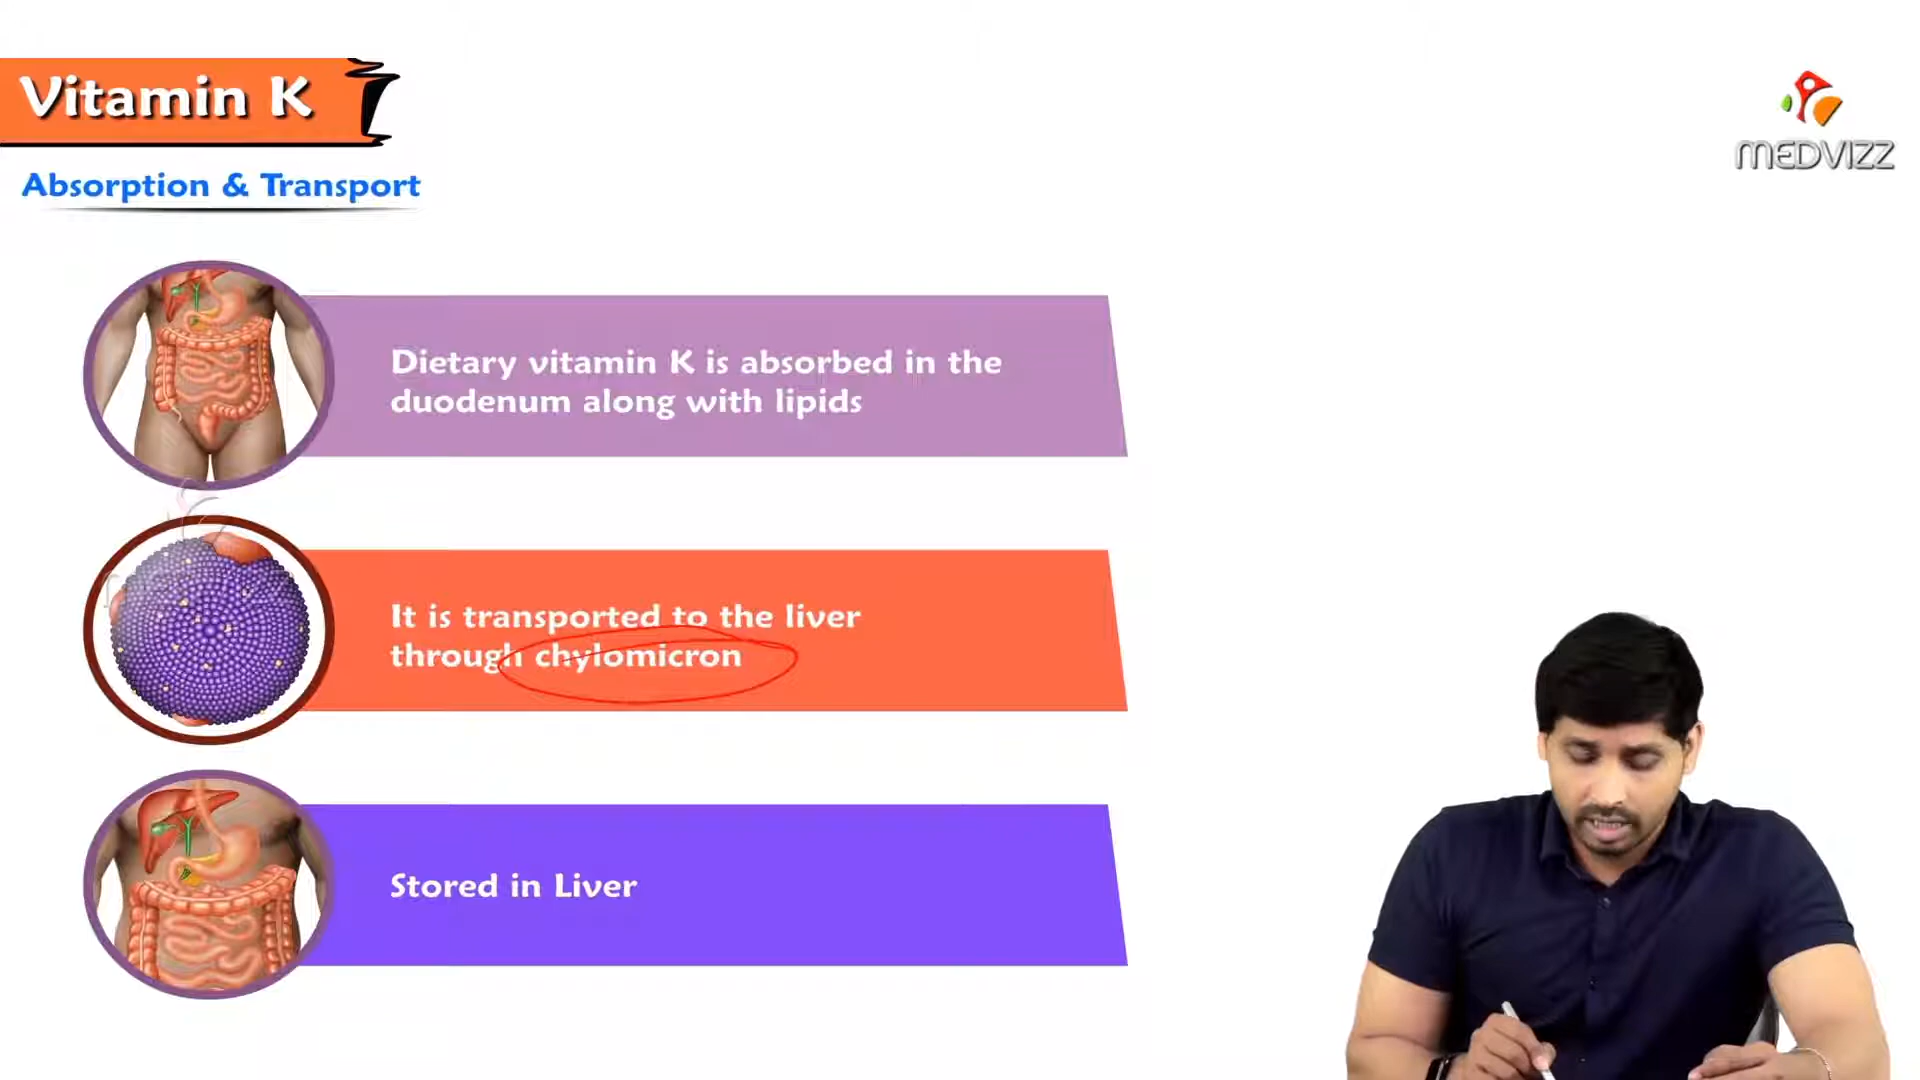 Vitamin K
MEDVIZZ
Absorption & Transport
Dietary vitamin K is absorbed in the
duodenum along with lipids
It is transported to the liver
through chylomicron
Stored in Liver